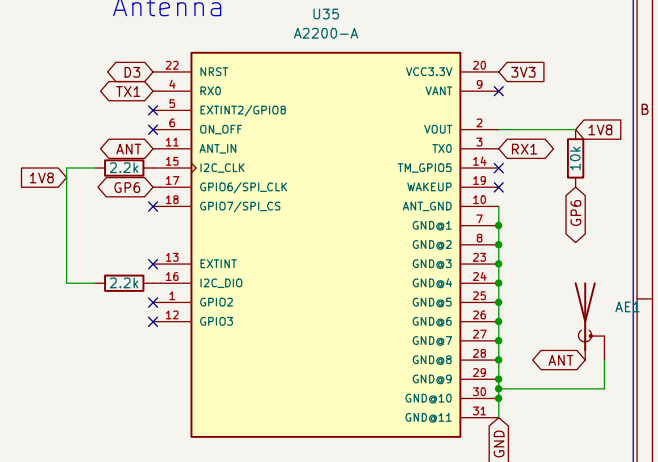 Antenna
U35
A2200-A
D3 22 NRST VCC3.3V 20 3V3
TX1 4 RX0 VANT 9
5 EXTINT2/GPIO8
6 ON_OFF VOUT 2 1V8
ANT 11 ANT_IN TX0 3 RX1
1V8 2.2k 15 I2C_CLK TM_GPIO5 14 10k
GP6 17 GPIO6/SPI_CLK WAKEUP 19
18 GPIO7/SPI_CS ANT_GND 10 GP6
GND@1 7
GND@2 8
13 EXTINT GND@3 23
2.2k 16 I2C_DIO GND@4 24
1 GPIO2 GND@5 25
12 GPIO3 GND@6 26
GND@7 27
GND@8 28
GND@9 29
GND@10 30
GND@11 31
GND
AE1
ANT
B